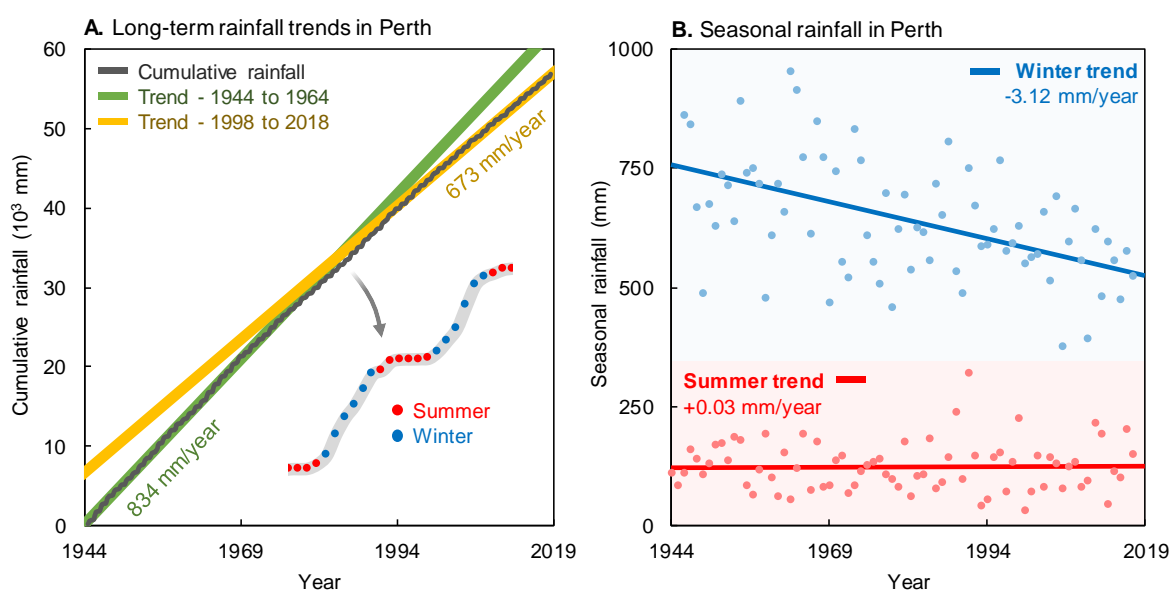 A. Long-term rainfall trends in Perth
60
50
40
30
20
10
0
Cumulative rainfall (10³ mm)
Cumulative rainfall
Trend - 1944 to 1964
Trend - 1998 to 2018
834 mm/year
673 mm/year
Summer
Winter
1944
1969
1994
2019
Year
B. Seasonal rainfall in Perth
1000
750
500
250
0
Seasonal rainfall (mm)
Winter trend
-3.12 mm/year
Summer trend
+0.03 mm/year
1944
1969
1994
2019
Year